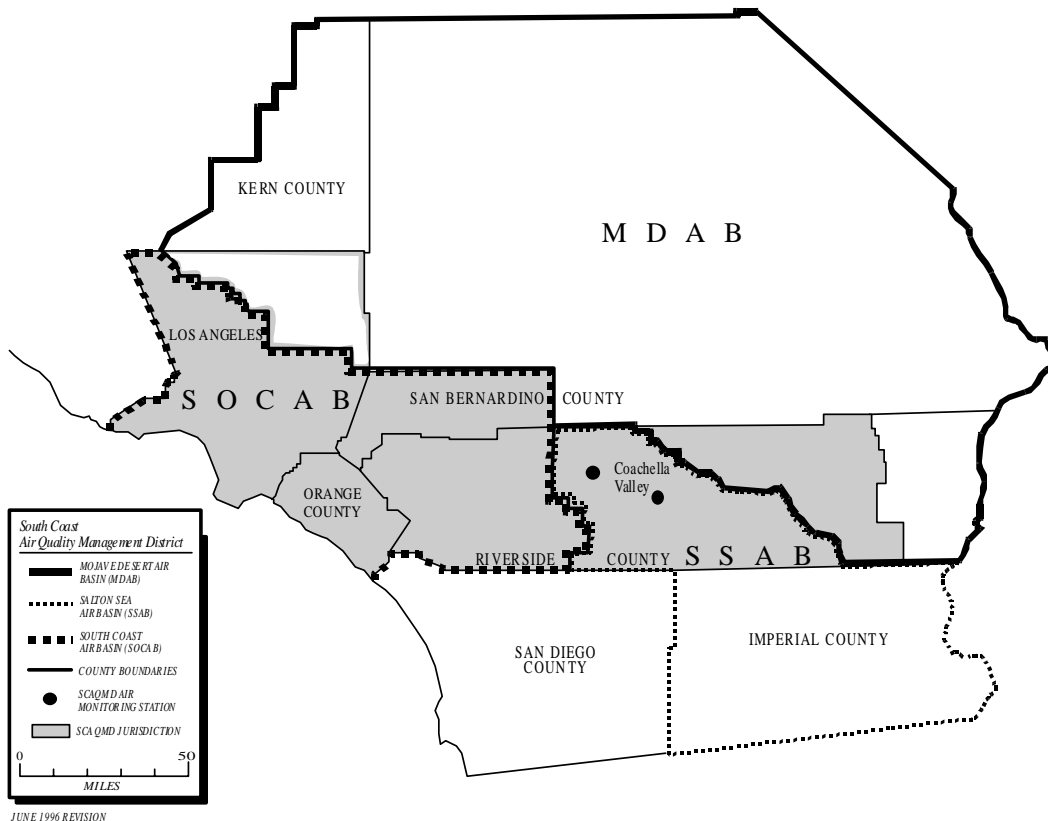 KERN COUNTY
M D A B
LOS ANGELES
S O C A B
SAN BERNARDINO COUNTY
Coachella
Valley
ORANGE
COUNTY
RIVERSIDE COUNTY
S S A B
SAN DIEGO
COUNTY
IMPERIAL COUNTY
South Coast
Air Quality Management District
MOJAVE DESERT AIR
BASIN (MDAB)
SALTON SEA
AIR BASIN (SSAB)
SOUTH COAST
AIR BASIN (SOCAB)
COUNTY BOUNDARIES
SCAQMD AIR
MONITORING STATION
SCAQMD JURISDICTION
0 50
MILES
JUNE 1996 REVISION